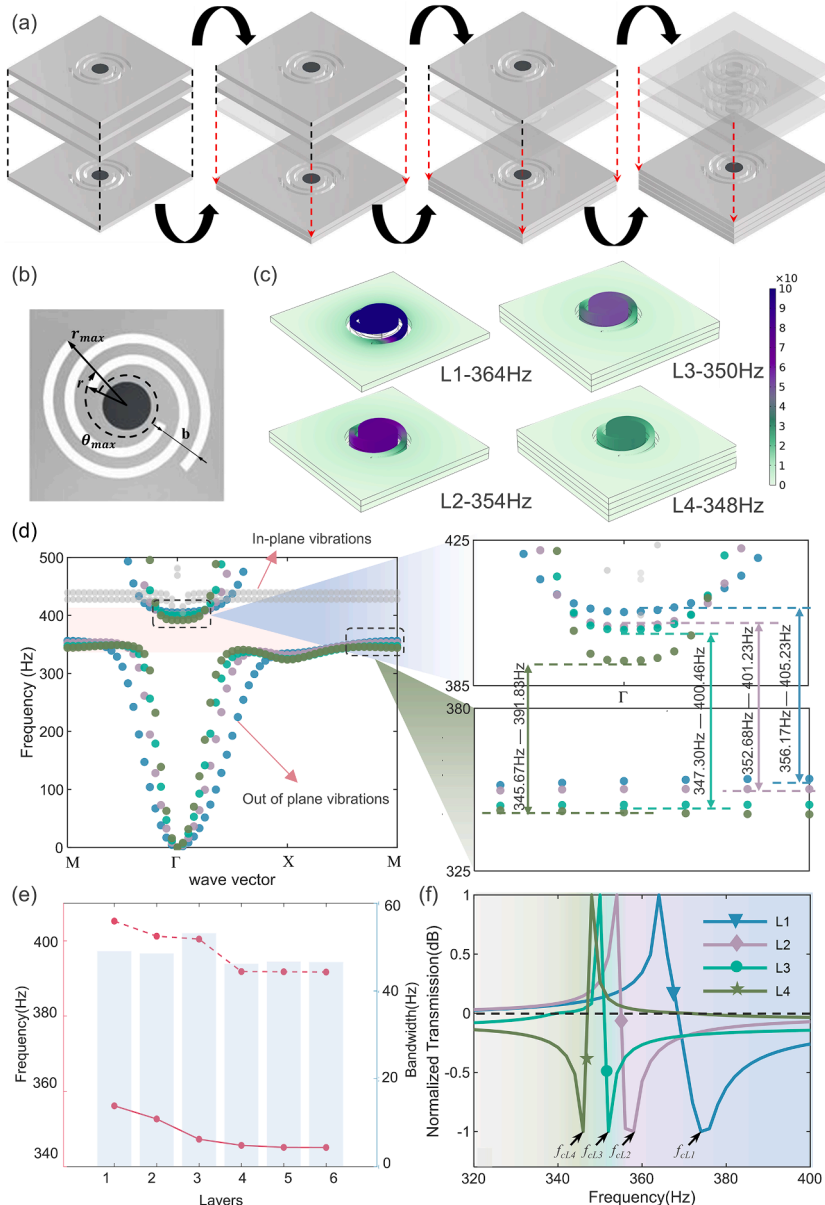 (a)
(b)
r_max
r
θ_max
b
(c)
×10
10
9
8
7
6
5
4
3
2
1
0
L1-364Hz
L3-350Hz
L2-354Hz
L4-348Hz
(d)
In-plane vibrations
500
400
300
200
100
0
Frequency (Hz)
Out of plane vibrations
M
Γ
X
M
wave vector
425
385
Γ
380
325
345.67Hz — 391.83Hz
347.30Hz — 400.46Hz
352.68Hz — 401.23Hz
356.17Hz — 405.23Hz
(e)
400
380
360
340
Frequency(Hz)
60
40
20
0
Bandwidth(Hz)
1
2
3
4
5
6
Layers
(f)
1
0.5
0
-0.5
-1
Normalized Transmission(dB)
L1
L2
L3
L4
f_cL4
f_cL3
f_cL2
f_cL1
320
340
360
380
400
Frequency(Hz)